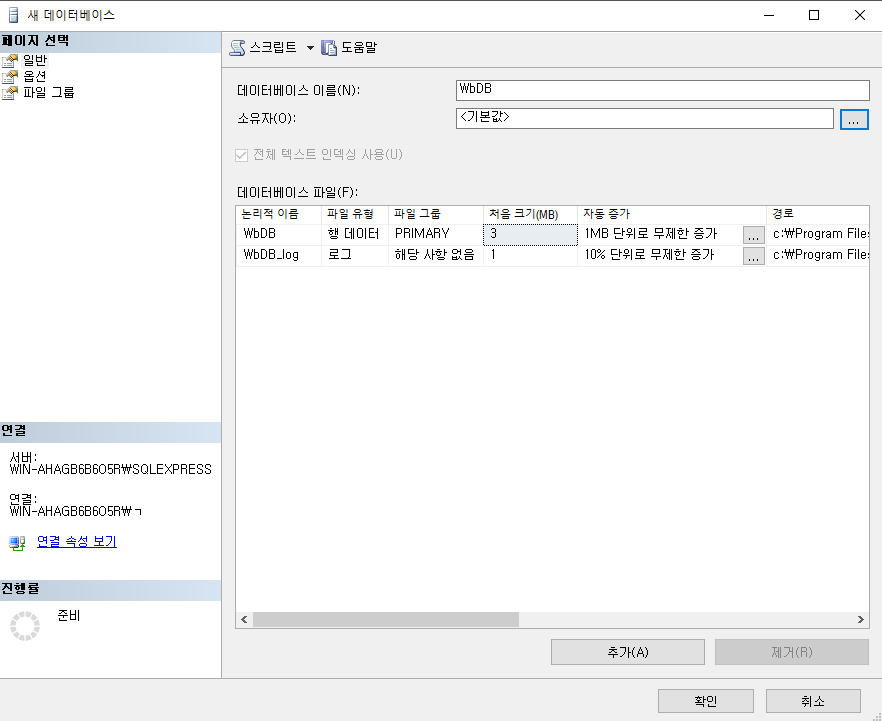 새 데이터베이스
페이지 선택
일반
옵션
파일 그룹
스크립트 도움말
데이터베이스 이름(N): WbDB
소유자(O): <기본값> ...
전체 텍스트 인덱싱 사용(U)
데이터베이스 파일(F):
논리적 이름 파일 유형 파일 그룹 처음 크기(MB) 자동 증가 경로
WbDB 행 데이터 PRIMARY 3 1MB 단위로 무제한 증가 ... c:₩Program Files
WbDB_log 로그 해당 사항 없음 1 10% 단위로 무제한 증가 ... c:₩Program Files
연결
서버:
WIN-AHAGB6B6O5R₩SQLEXPRESS
연결:
WIN-AHAGB6B6O5R₩ㄱ
연결 속성 보기
진행률
준비
추가(A) 제거(R)
확인 취소